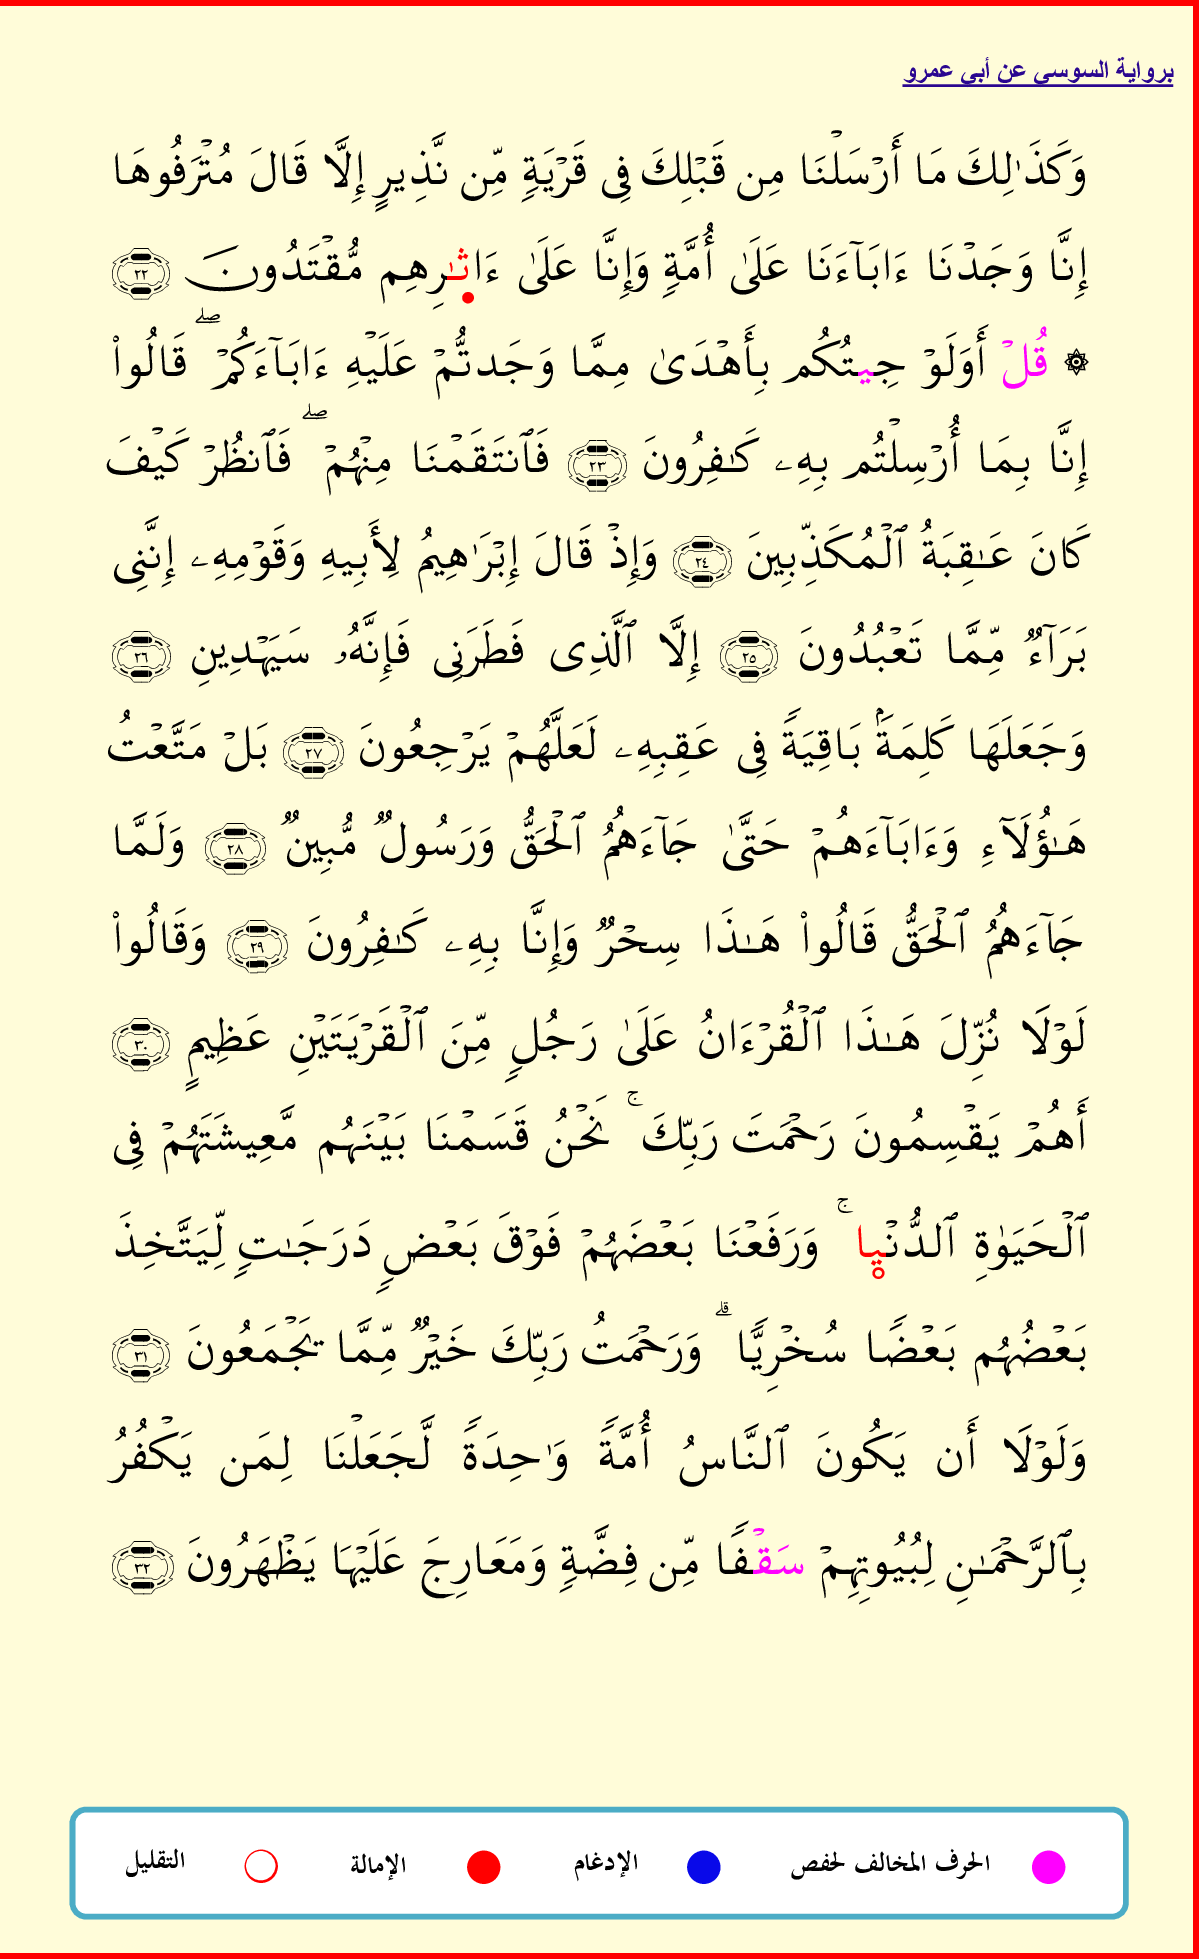 برواية السوسي عن أبي عمرو
وَكَذَٰلِكَ مَا أَرْسَلْنَا مِن قَبْلِكَ فِى قَرْيَةٍ مِّن نَّذِيرٍ إِلَّا قَالَ مُتْرَفُوهَا
إِنَّا وَجَدْنَا ءَابَآءَنَا عَلَىٰ أُمَّةٍ وَإِنَّا عَلَىٰ ءَاثَٰرِهِم مُّقْتَدُونَ ٢٢
۞ قُلْ أَوَلَوْ جِيتُكُم بِأَهْدَىٰ مِمَّا وَجَدتُّمْ عَلَيْهِ ءَابَآءَكُمْ ۖ قَالُوا۟
إِنَّا بِمَا أُرْسِلْتُم بِهِۦ كَٰفِرُونَ ٢٣ فَٱنتَقَمْنَا مِنْهُمْ ۖ فَٱنظُرْ كَيْفَ
كَانَ عَٰقِبَةُ ٱلْمُكَذِّبِينَ ٢٤ وَإِذْ قَالَ إِبْرَٰهِيمُ لِأَبِيهِ وَقَوْمِهِۦ إِنَّنِى
بَرَآءٌ مِّمَّا تَعْبُدُونَ ٢٥ إِلَّا ٱلَّذِى فَطَرَنِى فَإِنَّهُۥ سَيَهْدِينِ ٢٦
وَجَعَلَهَا كَلِمَةَۢ بَاقِيَةً فِى عَقِبِهِۦ لَعَلَّهُمْ يَرْجِعُونَ ٢٧ بَلْ مَتَّعْتُ
هَٰٓؤُلَآءِ وَءَابَآءَهُمْ حَتَّىٰ جَآءَهُمُ ٱلْحَقُّ وَرَسُولٌ مُّبِينٌ ٢٨ وَلَمَّا
جَآءَهُمُ ٱلْحَقُّ قَالُوا۟ هَٰذَا سِحْرٌ وَإِنَّا بِهِۦ كَٰفِرُونَ ٢٩ وَقَالُوا۟
لَوْلَا نُزِّلَ هَٰذَا ٱلْقُرْءَانُ عَلَىٰ رَجُلٍ مِّنَ ٱلْقَرْيَتَيْنِ عَظِيمٍ ٣٠
أَهُمْ يَقْسِمُونَ رَحْمَتَ رَبِّكَ ۚ نَحْنُ قَسَمْنَا بَيْنَهُم مَّعِيشَتَهُمْ فِى
ٱلْحَيَوٰةِ ٱلدُّنْيا ۚ وَرَفَعْنَا بَعْضَهُمْ فَوْقَ بَعْضٍ دَرَجَٰتٍ لِّيَتَّخِذَ
بَعْضُهُم بَعْضًا سُخْرِيًّا ۗ وَرَحْمَتُ رَبِّكَ خَيْرٌ مِّمَّا يَجْمَعُونَ ٣١
وَلَوْلَا أَن يَكُونَ ٱلنَّاسُ أُمَّةً وَٰحِدَةً لَّجَعَلْنَا لِمَن يَكْفُرُ
بِٱلرَّحْمَٰنِ لِبُيُوتِهِمْ سَقْفًا مِّن فِضَّةٍ وَمَعَارِجَ عَلَيْهَا يَظْهَرُونَ ٣٢
الحرف المخالف لحفص الإدغام الإمالة التقليل